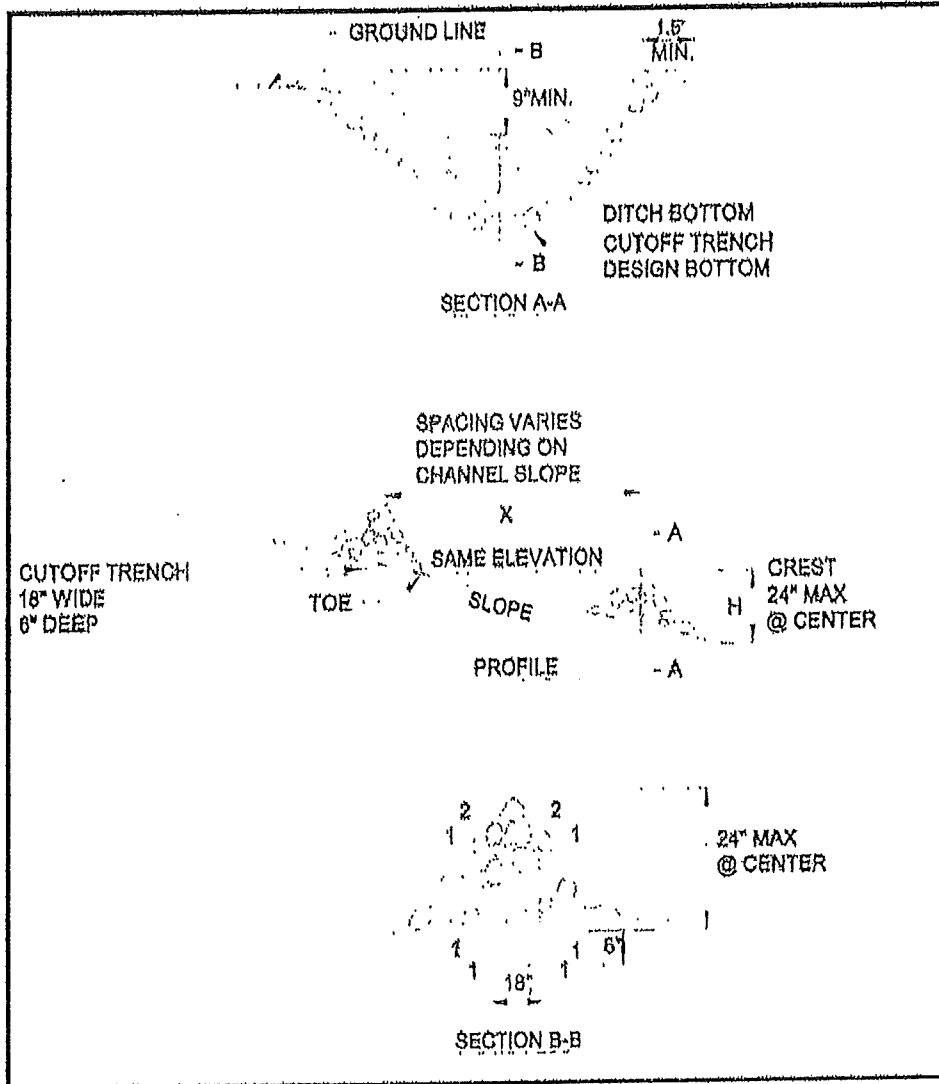 GROUND LINE
B
1.5'
MIN.
9" MIN.
DITCH BOTTOM
CUTOFF TRENCH
DESIGN BOTTOM
B
SECTION A-A
SPACING VARIES
DEPENDING ON
CHANNEL SLOPE
X
A
SAME ELEVATION
CUTOFF TRENCH
18" WIDE
6" DEEP
TOE
SLOPE
H
CREST
24" MAX
@ CENTER
PROFILE
A
2 2
1 1
24" MAX
@ CENTER
1 1 6"
1 1
18"
SECTION B-B